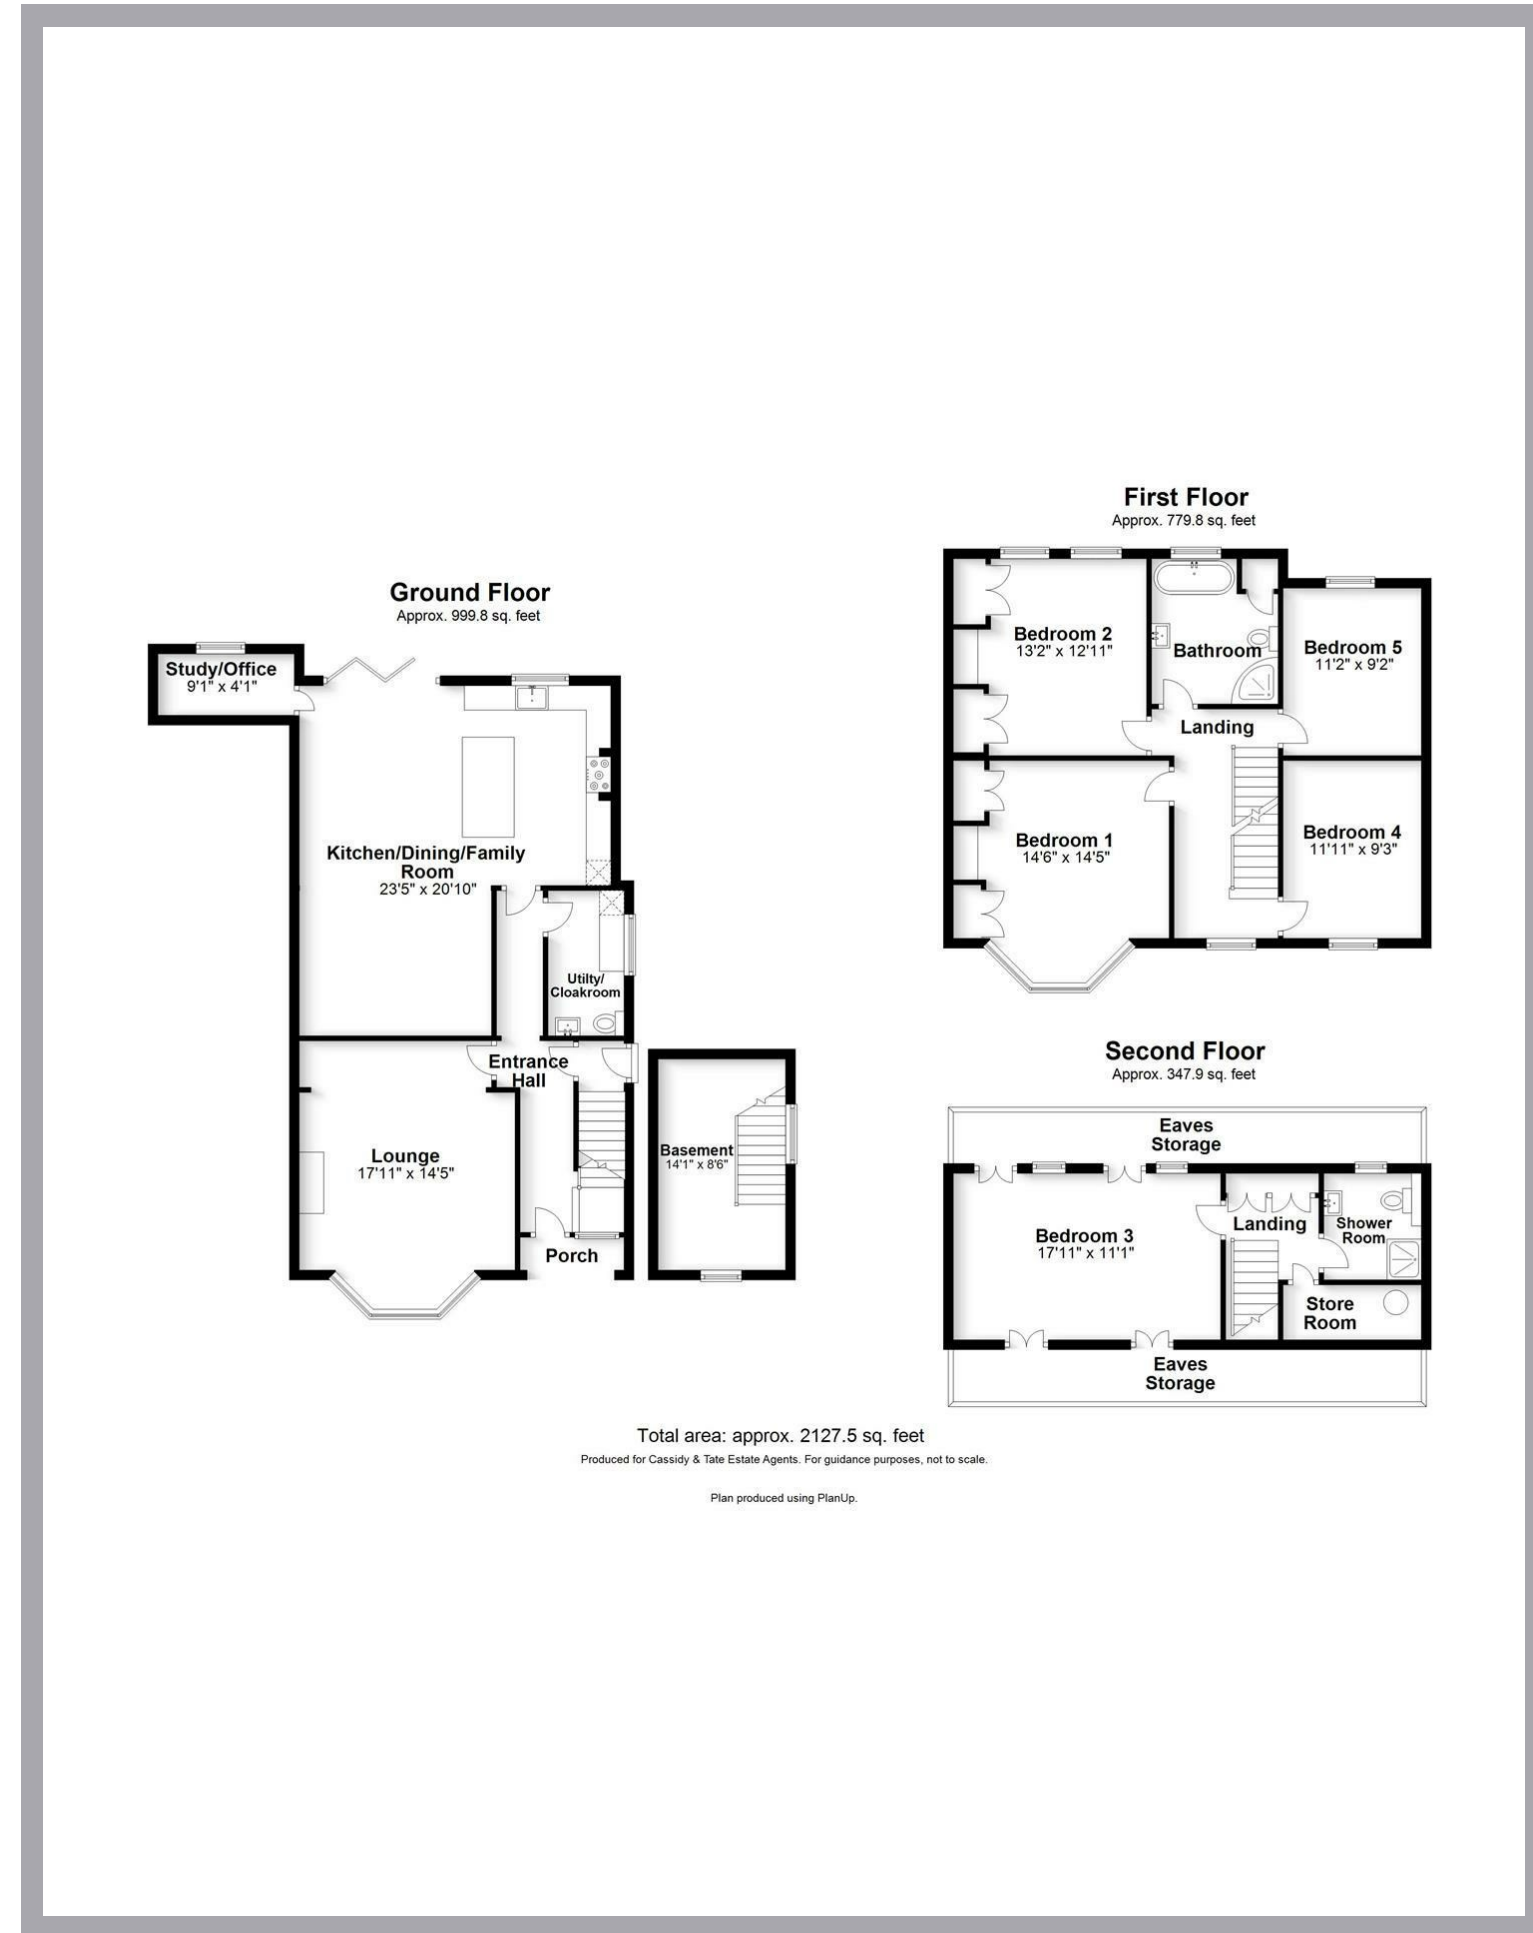 Ground Floor
Approx. 999.8 sq. feet
Study/Office
9'1" x 4'1"
Kitchen/Dining/Family
Room
23'5" x 20'10"
Utilty/
Cloakroom
Entrance
Hall
Lounge
17'11" x 14'5"
Porch
Basement
14'1" x 8'6"
First Floor
Approx. 779.8 sq. feet
Bedroom 2
13'2" x 12'11"
Bathroom
Bedroom 5
11'2" x 9'2"
Landing
Bedroom 1
14'6" x 14'5"
Bedroom 4
11'11" x 9'3"
Second Floor
Approx. 347.9 sq. feet
Eaves
Storage
Bedroom 3
17'11" x 11'1"
Landing
Shower
Room
Store
Room
Eaves
Storage
Total area: approx. 2127.5 sq. feet
Produced for Cassidy & Tate Estate Agents. For guidance purposes, not to scale.
Plan produced using PlanUp.